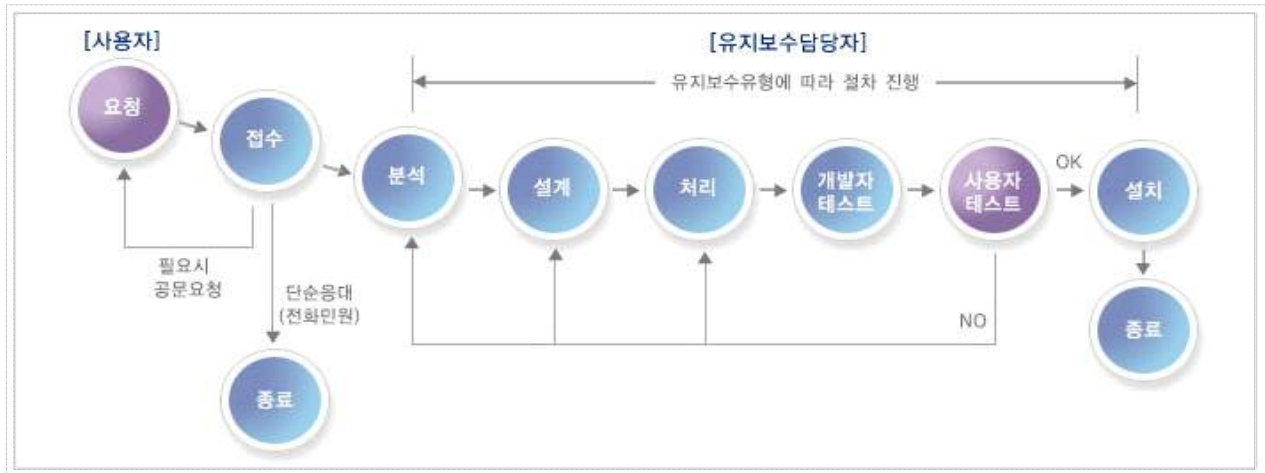 [사용자]
[유지보수담당자]
유지보수유형에 따라 절차 진행
요청
접수
분석
설계
처리
개발자
테스트
사용자
테스트
OK
설치
필요시
공문요청
단순응대
(전화민원)
NO
종료
종료